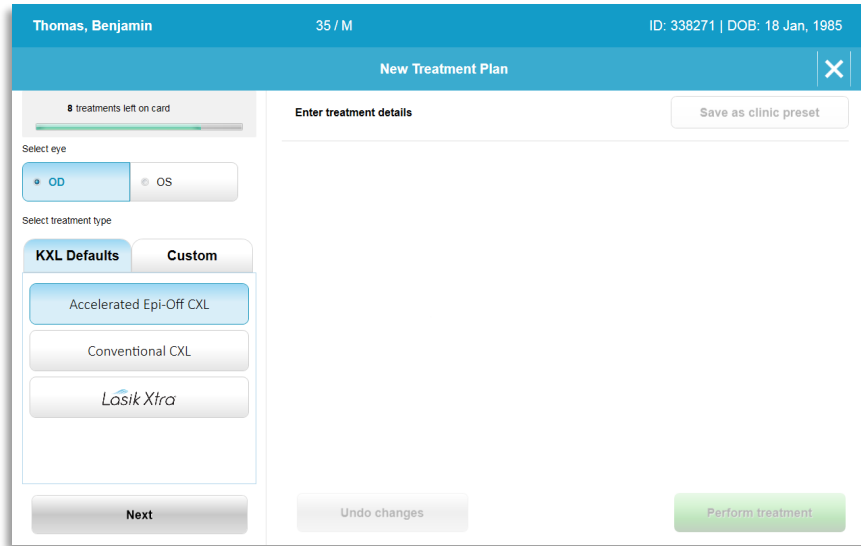 Thomas, Benjamin 35 / M ID: 338271 | DOB: 18 Jan, 1985
New Treatment Plan
8 treatments left on card
Select eye
OD OS
Select treatment type
KXL Defaults Custom
Accelerated Epi-Off CXL
Conventional CXL
Lasik Xtra
Next
Enter treatment details Save as clinic preset
Undo changes Perform treatment